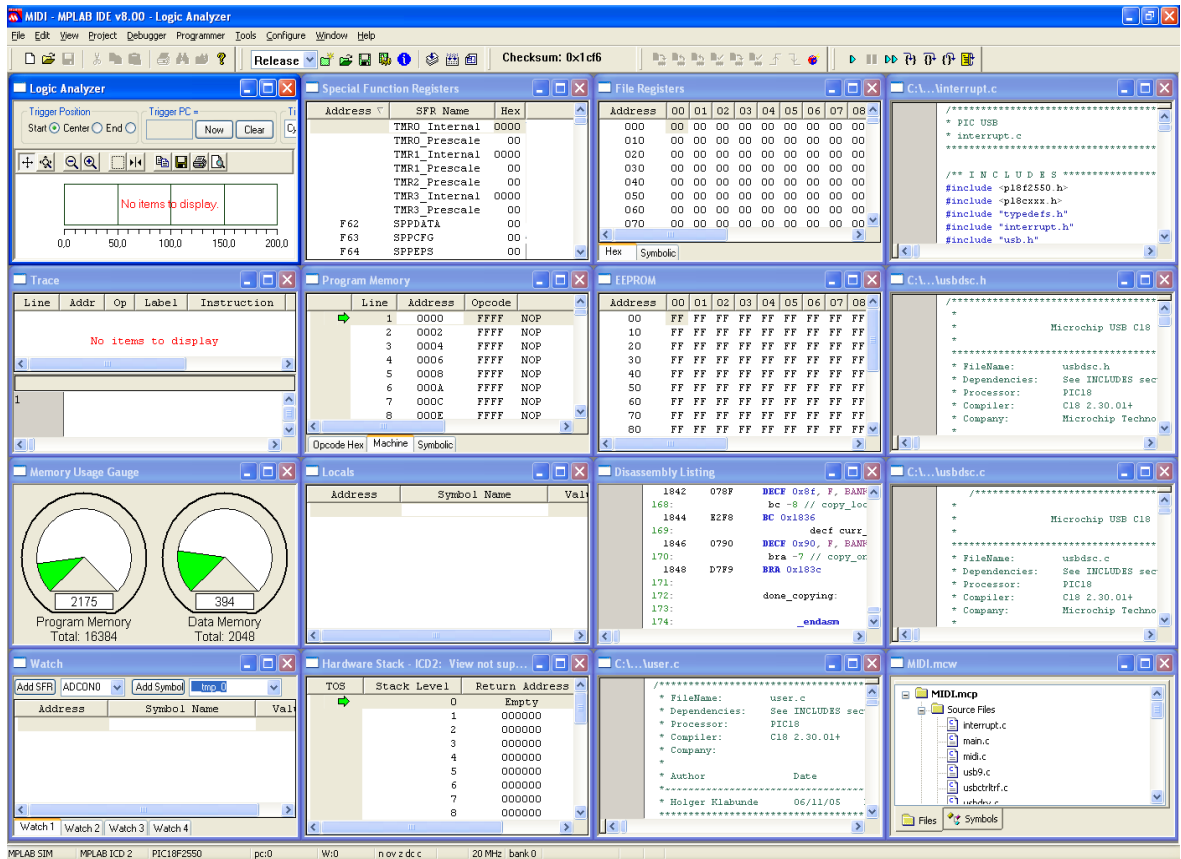 MIDI - MPLAB IDE v8.00 - Logic Analyzer
File Edit View Project Debugger Programmer Tools Configure Window Help
Release Checksum: 0x1cf6
Logic Analyzer
Trigger Position Trigger PC =
Start Center End Now Clear
No items to display.
0,0 50,0 100,0 150,0 200,0
Special Function Registers
Address SFR Name Hex
TMR0_Internal 0000
TMR0_Prescale 00
TMR1_Internal 0000
TMR1_Prescale 00
TMR2_Prescale 00
TMR3_Internal 0000
TMR3_Prescale 00
F62 SPPDATA 00
F63 SPPCFG 00
F64 SPPEPS 00
File Registers
Address 00 01 02 03 04 05 06 07 08
000 00 00 00 00 00 00 00 00 00
010 00 00 00 00 00 00 00 00 00
020 00 00 00 00 00 00 00 00 00
030 00 00 00 00 00 00 00 00 00
040 00 00 00 00 00 00 00 00 00
050 00 00 00 00 00 00 00 00 00
060 00 00 00 00 00 00 00 00 00
070 00 00 00 00 00 00 00 00 00
Hex Symbolic
C:\...\interrupt.c
/****************************
* PIC USB
* interrupt.c
*****************************
/** I N C L U D E S ****************
#include <p18f2550.h>
#include <p18cxxx.h>
#include "typedefs.h"
#include "interrupt.h"
#include "usb.h"
Trace
Line Addr Op Label Instruction
No items to display
1
Program Memory
Line Address Opcode
1 0000 FFFF NOP
2 0002 FFFF NOP
3 0004 FFFF NOP
4 0006 FFFF NOP
5 0008 FFFF NOP
6 000A FFFF NOP
7 000C FFFF NOP
8 000E FFFF NOP
Opcode Hex Machine Symbolic
EEPROM
Address 00 01 02 03 04 05 06 07 08
00 FF FF FF FF FF FF FF FF FF
10 FF FF FF FF FF FF FF FF FF
20 FF FF FF FF FF FF FF FF FF
30 FF FF FF FF FF FF FF FF FF
40 FF FF FF FF FF FF FF FF FF
50 FF FF FF FF FF FF FF FF FF
60 FF FF FF FF FF FF FF FF FF
70 FF FF FF FF FF FF FF FF FF
80 FF FF FF FF FF FF FF FF FF
C:\...\usbdsc.h
/****************************
*
* Microchip USB C18
*
*****************************
* FileName: usbdsc.h
* Dependencies: See INCLUDES sec
* Processor: PIC18
* Compiler: C18 2.30.01+
* Company: Microchip Techno
*
Memory Usage Gauge
2175 394
Program Memory Data Memory
Total: 16384 Total: 2048
Locals
Address Symbol Name Val
Disassembly Listing
1842 078F DECF 0x8f, F, BANK
168: bc -8 // copy_loc
1844 E2F8 BC 0x1836
169: decf curr_
1846 0790 DECF 0x90, F, BANK
170: bra -7 // copy_on
1848 D7F9 BRA 0x183c
171:
172: done_copying:
173:
174: _endasm
C:\...\usbdsc.c
/*************************
*
* Microchip USB C18
*
*****************************
* FileName: usbdsc.c
* Dependencies: See INCLUDES sec
* Processor: PIC18
* Compiler: C18 2.30.01+
* Company: Microchip Techno
Watch
Add SFR ADCON0 Add Symbol __tmp_0
Address Symbol Name Val
Watch 1 Watch 2 Watch 3 Watch 4
Hardware Stack - ICD2: View not sup...
TOS Stack Level Return Address
0 Empty
1 000000
2 000000
3 000000
4 000000
5 000000
6 000000
7 000000
8 000000
C:\...\user.c
/****************************
* FileName: user.c
* Dependencies: See INCLUDES sec
* Processor: PIC18
* Compiler: C18 2.30.01+
* Company:
*
* Author Date
*~~~~~~~~~~~~~~~~~~~~~~~~~~~~
* Holger Klabunde 06/11/05
*****************************
MIDI.mcw
MIDI.mcp
Source Files
interrupt.c
main.c
midi.c
usb9.c
usbctrltrf.c
usbdrv.c
Files Symbols
MPLAB SIM MPLAB ICD 2 PIC18F2550 pc:0 W:0 n ov z dc c 20 MHz bank 0